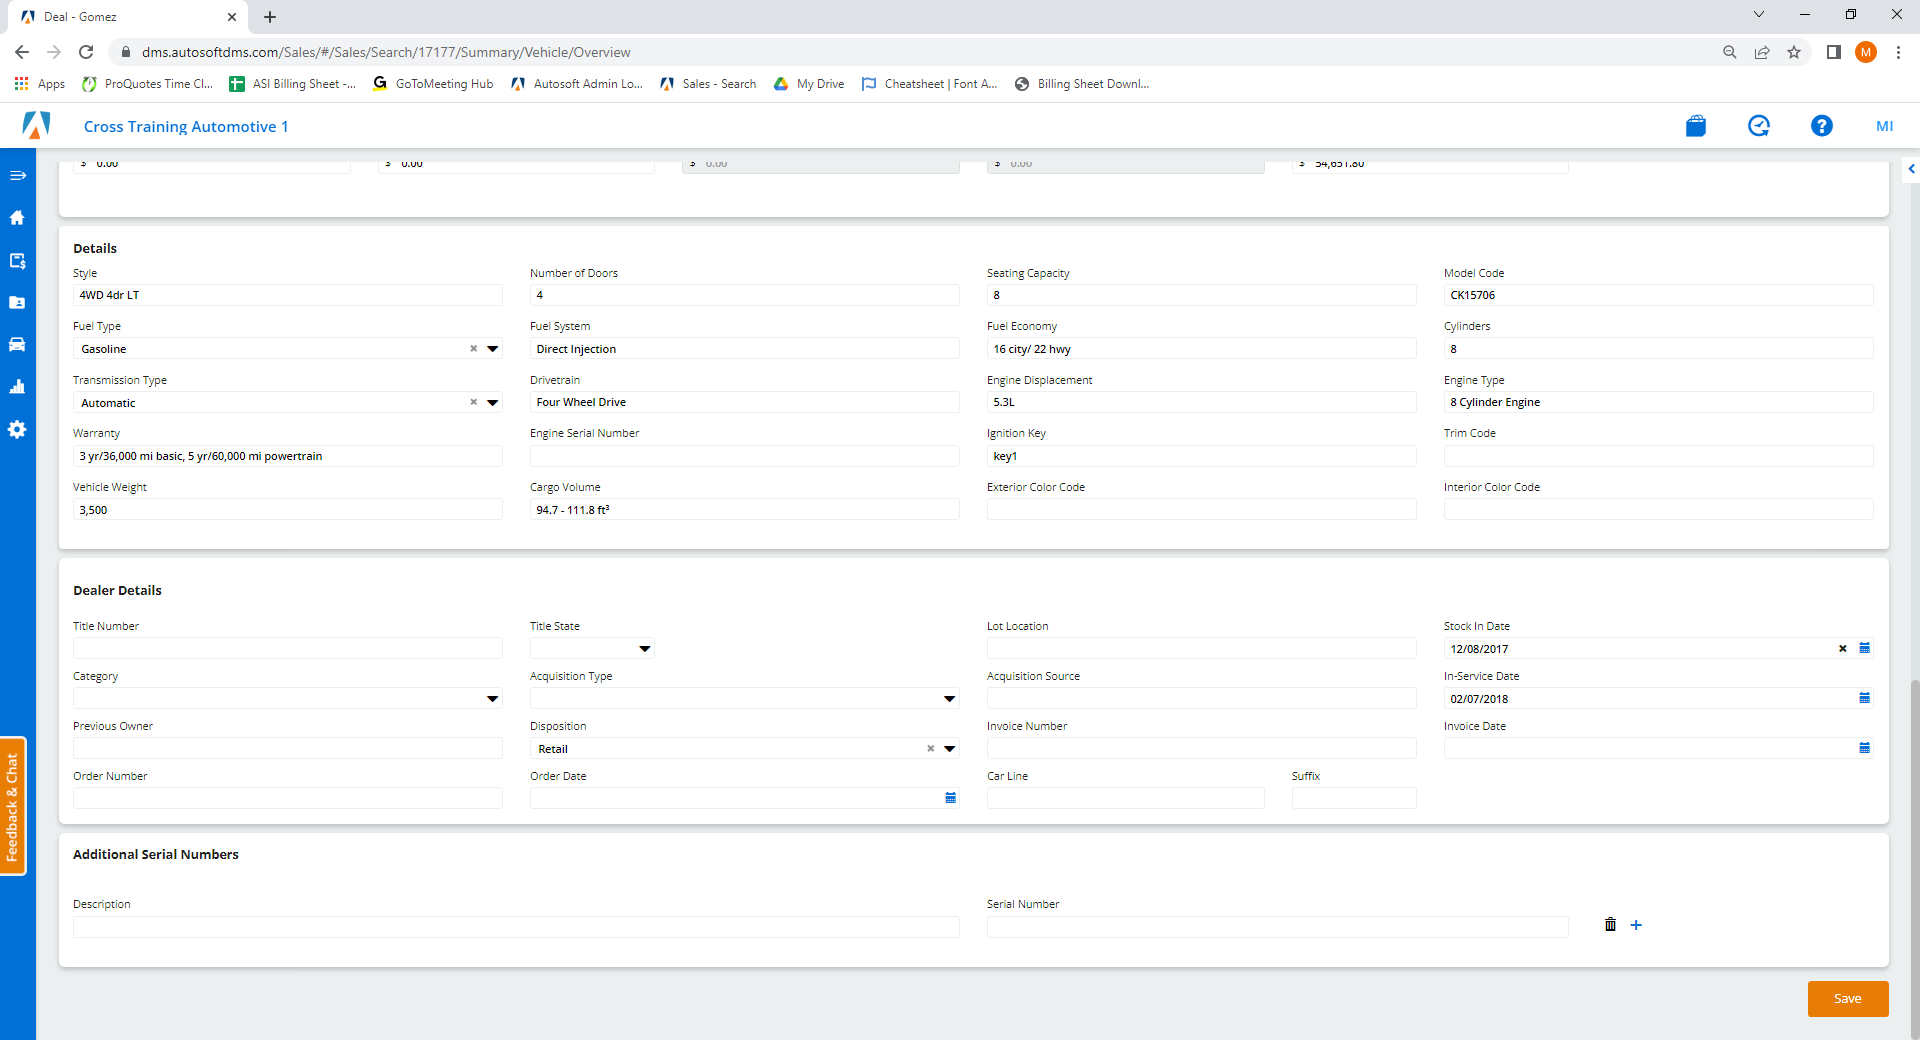 Deal - Gomez
dms.autosoftdms.com/Sales/#/Sales/Search/17177/Summary/Vehicle/Overview
M
Apps ProQuotes Time Cl... ASI Billing Sheet -... GoToMeeting Hub Autosoft Admin Lo... Sales - Search My Drive Cheatsheet | Font A... Billing Sheet Downl...
Cross Training Automotive 1
MI
$ 0.00 $ 0.00 $ 0.00 $ 0.00 $ 54,651.80
Details
Style Number of Doors Seating Capacity Model Code
4WD 4dr LT 4 8 CK15706
Fuel Type Fuel System Fuel Economy Cylinders
Gasoline Direct Injection 16 city/ 22 hwy 8
Transmission Type Drivetrain Engine Displacement Engine Type
Automatic Four Wheel Drive 5.3L 8 Cylinder Engine
Warranty Engine Serial Number Ignition Key Trim Code
3 yr/36,000 mi basic, 5 yr/60,000 mi powertrain key1
Vehicle Weight Cargo Volume Exterior Color Code Interior Color Code
3,500 94.7 - 111.8 ft³
Dealer Details
Title Number Title State Lot Location Stock In Date
12/08/2017
Category Acquisition Type Acquisition Source In-Service Date
02/07/2018
Previous Owner Disposition Invoice Number Invoice Date
Retail
Order Number Order Date Car Line Suffix
Feedback & Chat
Additional Serial Numbers
Description Serial Number
Save